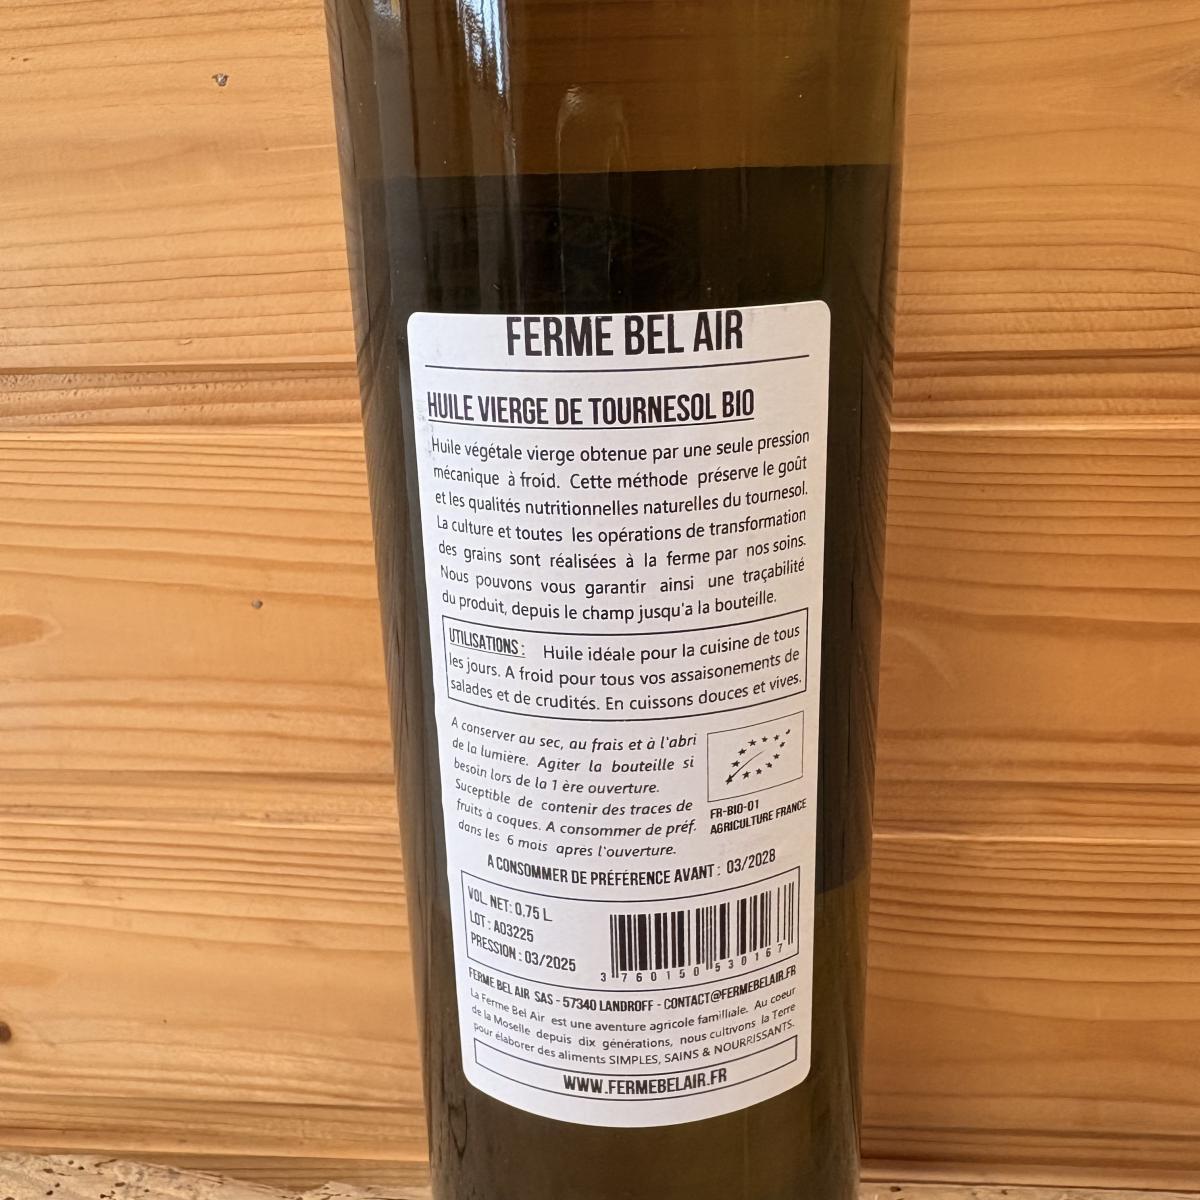 FERME BEL AIR
HUILE VIERGE DE TOURNESOL BIO
Huile végétale vierge obtenue par une seule pression
mécanique à froid. Cette méthode préserve le goût
et les qualités nutritionnelles naturelles du tournesol.
La culture et toutes les opérations de transformation
des grains sont réalisées à la ferme par nos soins.
Nous pouvons vous garantir ainsi une traçabilité
du produit, depuis le champ jusqu'a la bouteille.
UTILISATIONS : Huile idéale pour la cuisine de tous
les jours. A froid pour tous vos assaisonements de
salades et de crudités. En cuissons douces et vives.
A conserver au sec, au frais et à l'abri
de la lumière. Agiter la bouteille si
besoin lors de la 1 ère ouverture.
Suceptible de contenir des traces de
fruits à coques. A consommer de préf.
dans les 6 mois après l'ouverture.
FR-BIO-01
AGRICULTURE FRANCE
A CONSOMMER DE PRÉFÉRENCE AVANT : 03/2028
VOL. NET: 0.75 L
LOT : A03225
PRESSION : 03/2025
3 760150 530167
FERME BEL AIR SAS - 57340 LANDROFF - CONTACT@FERMEBELAIR.FR
La Ferme Bel Air est une aventure agricole familliale. Au coeur
de la Moselle depuis dix générations, nous cultivons la Terre
pour élaborer des aliments SIMPLES, SAINS & NOURRISSANTS.
WWW.FERMEBELAIR.FR